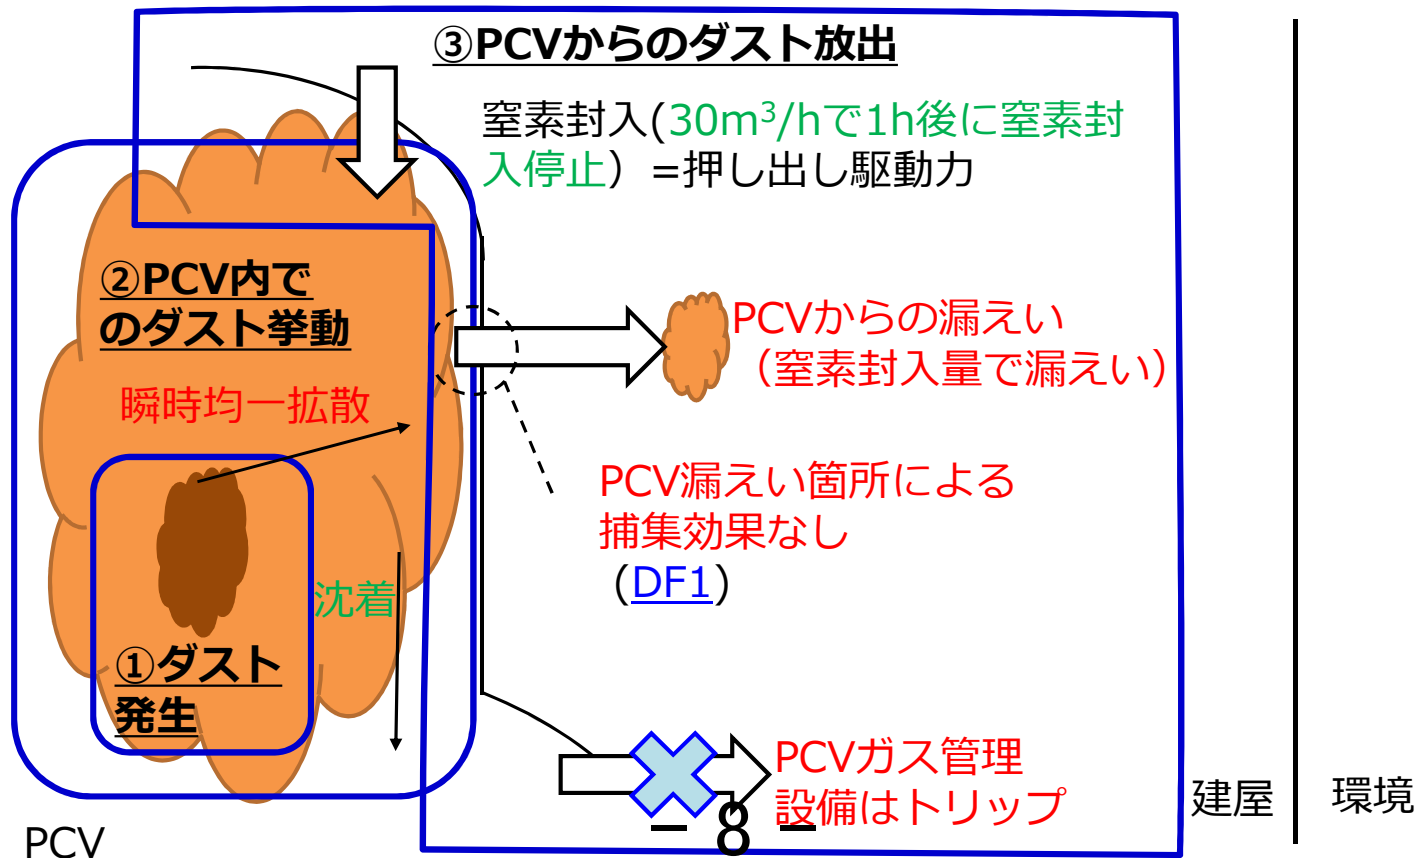 ③PCVからのダスト放出
窒素封入(30m³/hで1h後に窒素封
入停止）=押し出し駆動力
②PCV内で
のダスト挙動
瞬時均一拡散
PCVからの漏えい
（窒素封入量で漏えい）
PCV漏えい箇所による
捕集効果なし
(DF1)
沈着
①ダスト
発生
PCVガス管理
設備はトリップ
建屋
環境
PCV
– 8 –